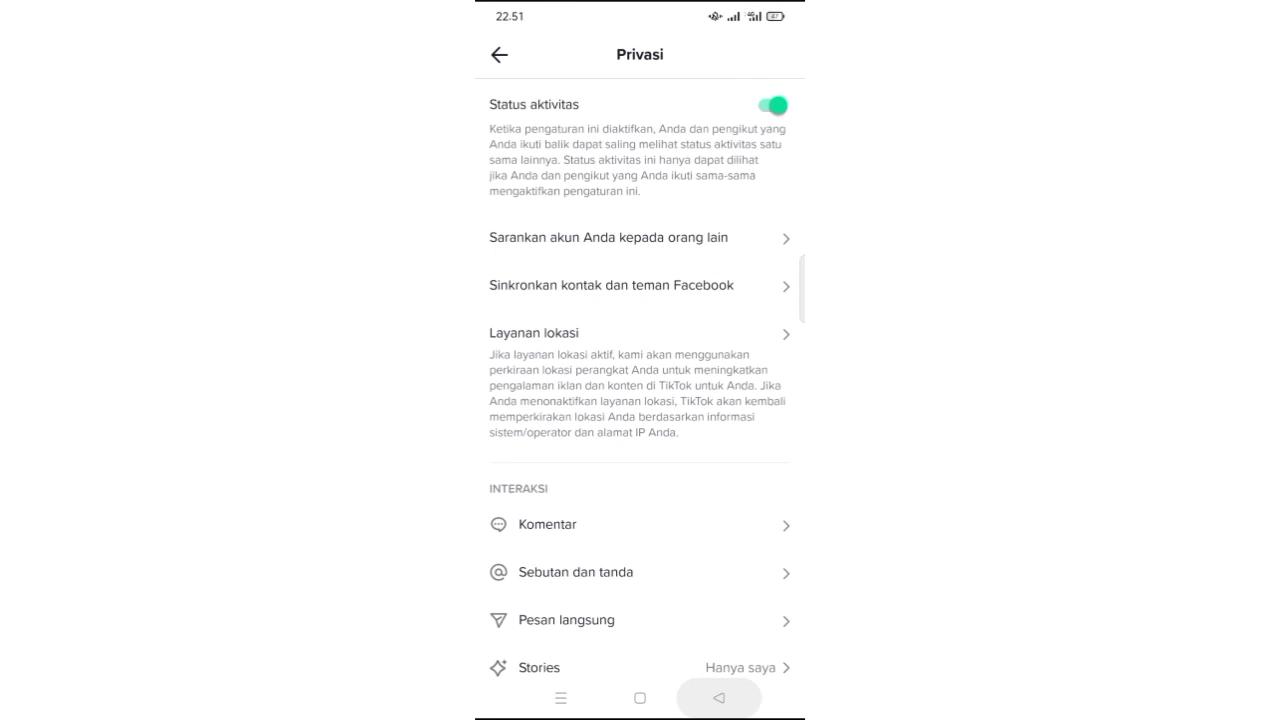 22.51
Privasi
Status aktivitas
Ketika pengaturan ini diaktifkan, Anda dan pengikut yang
Anda ikuti balik dapat saling melihat status aktivitas satu
sama lainnya. Status aktivitas ini hanya dapat dilihat
jika Anda dan pengikut yang Anda ikuti sama-sama
mengaktifkan pengaturan ini.
Sarankan akun Anda kepada orang lain
Sinkronkan kontak dan teman Facebook
Layanan lokasi
Jika layanan lokasi aktif, kami akan menggunakan
perkiraan lokasi perangkat Anda untuk meningkatkan
pengalaman iklan dan konten di TikTok untuk Anda. Jika
Anda menonaktifkan layanan lokasi, TikTok akan kembali
memperkirakan lokasi Anda berdasarkan informasi
sistem/operator dan alamat IP Anda.
INTERAKSI
Komentar
Sebutan dan tanda
Pesan langsung
Stories Hanya saya